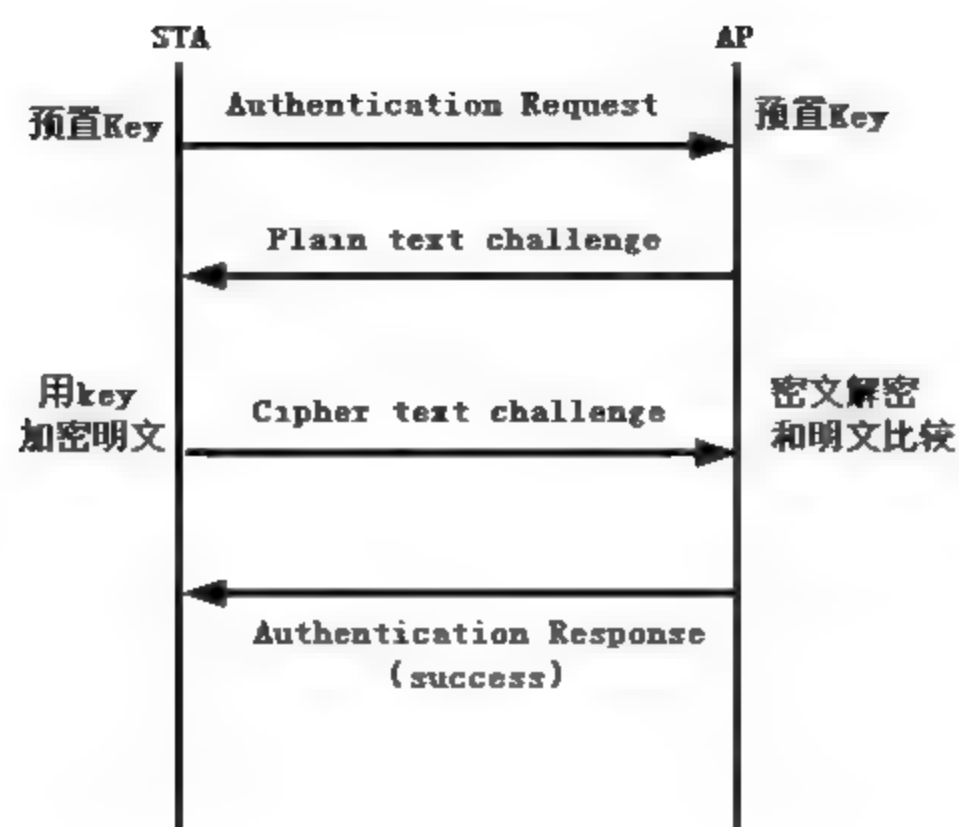 STA
AP
预置Key
Authentication Request
预置Key
Plain text challenge
用key
加密明文
Cipher text challenge
密文解密
和明文比较
Authentication Response
(success)